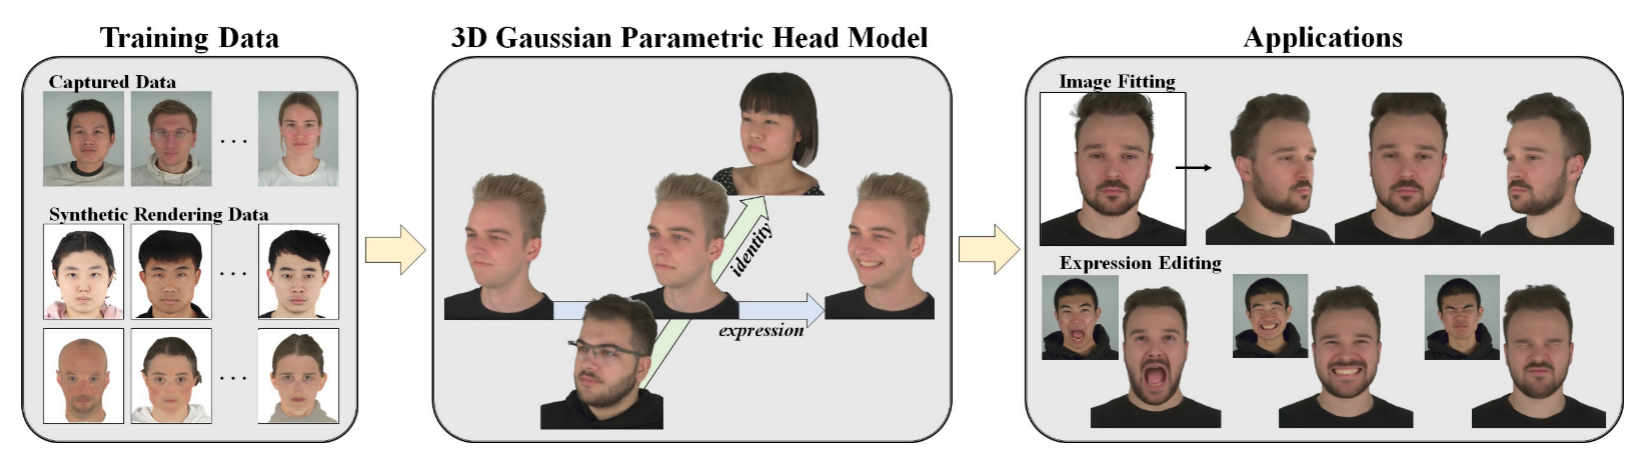 Training Data
Captured Data
. . .
Synthetic Rendering Data
. . .
. . .
3D Gaussian Parametric Head Model
identity
expression
Applications
Image Fitting
Expression Editing